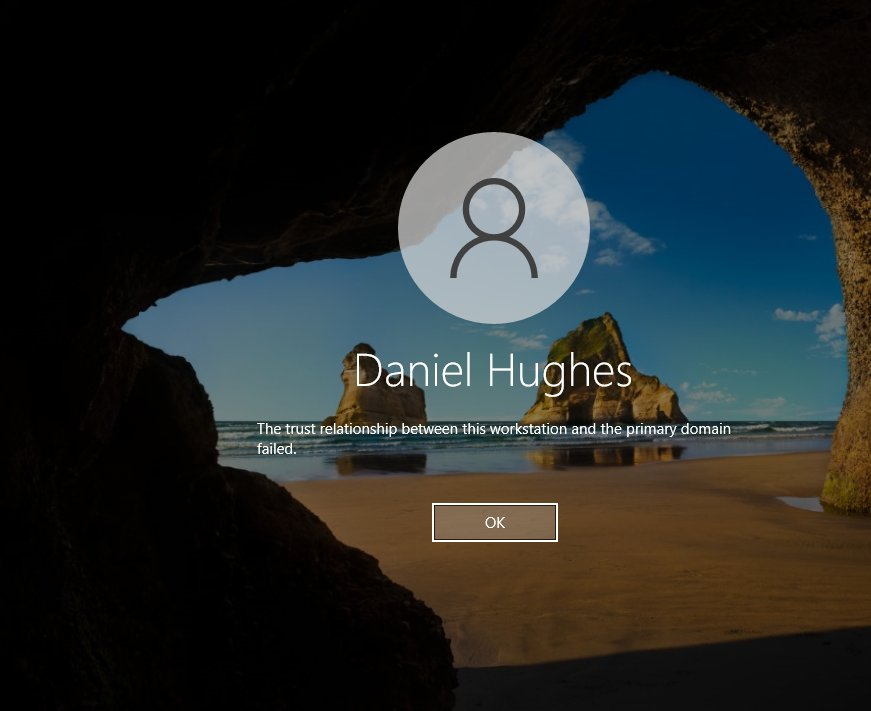 Daniel Hughes
The trust relationship between this workstation and the primary domain
failed.
OK